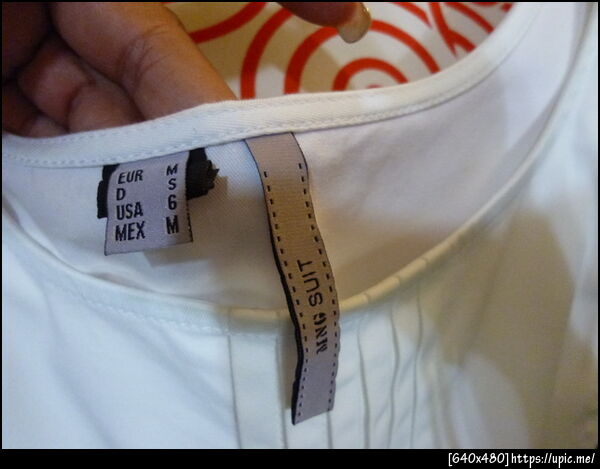 EUR M
D S
USA 6
MEX M
MNG SUIT
[640x480]https://upic.me/